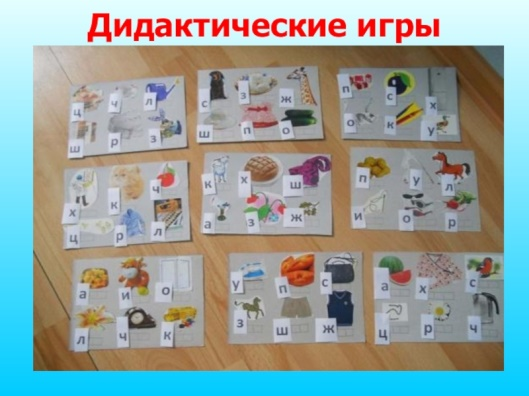 Дидактические игры
ц ч л
с з ж
п с х
ш р з
ш п о
о к у
х к ч
к х ш
п у л
ц р л
а з ж
и о р
а и о
у п с
а х с
л ч к
з ш ж
ц р ч